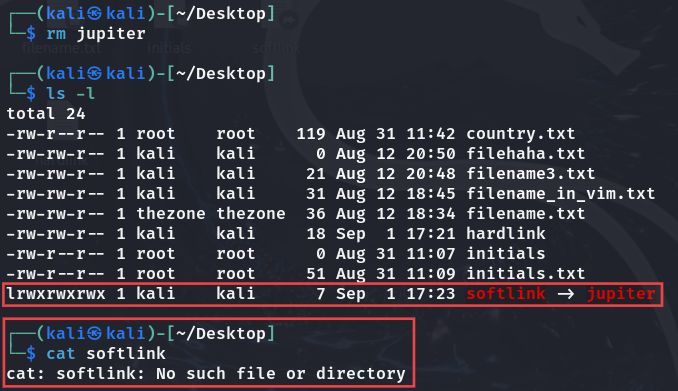 ┌──(kali㉿kali)-[~/Desktop]
└─$ rm jupiter
filename.txt initials softlink
┌──(kali㉿kali)-[~/Desktop]
└─$ ls -l
total 24
-rw-r--r-- 1 root    root    119 Aug 31 11:42 country.txt
-rw-rw-r-- 1 kali    kali      0 Aug 12 20:50 filehaha.txt
-rw-rw-r-- 1 kali    kali     21 Aug 12 20:48 filename3.txt
-rw-rw-r-- 1 kali    kali     31 Aug 12 18:45 filename_in_vim.txt
-rw-rw-r-- 1 thezone thezone  36 Aug 12 18:34 filename.txt
-rw-rw-r-- 1 kali    kali     18 Sep  1 17:21 hardlink
-rw-r--r-- 1 root    root      0 Aug 31 11:07 initials
-rw-r--r-- 1 root    root     51 Aug 31 11:09 initials.txt
lrwxrwxrwx 1 kali    kali      7 Sep  1 17:23 softlink -> jupiter
┌──(kali㉿kali)-[~/Desktop]
└─$ cat softlink
cat: softlink: No such file or directory